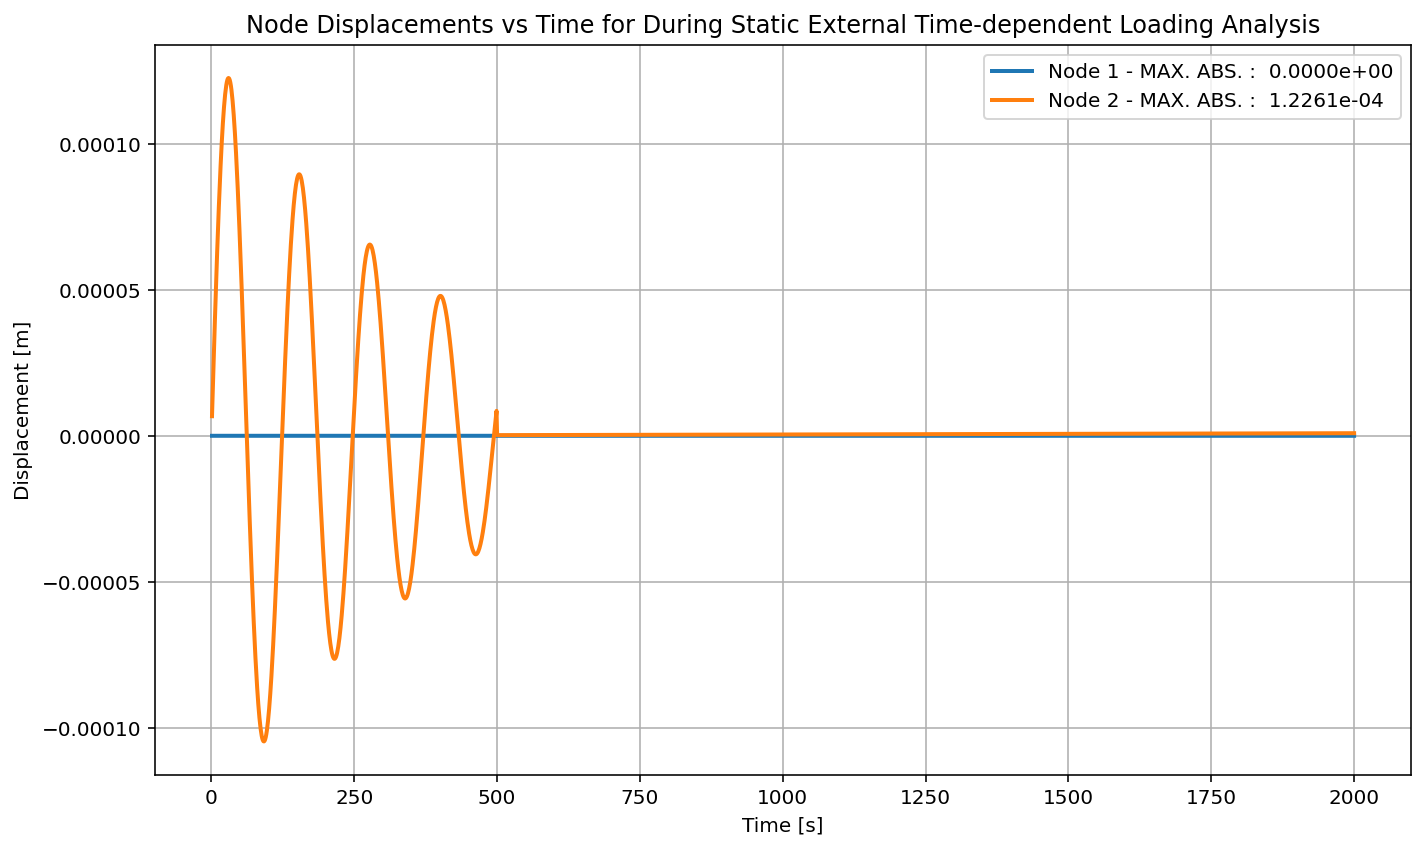 Node Displacements vs Time for During Static External Time-dependent Loading Analysis
Node 1 - MAX. ABS. :  0.0000e+00
Node 2 - MAX. ABS. :  1.2261e-04
Displacement [m]
0.00010
0.00005
0.00000
−0.00005
−0.00010
0 250 500 750 1000 1250 1500 1750 2000
Time [s]